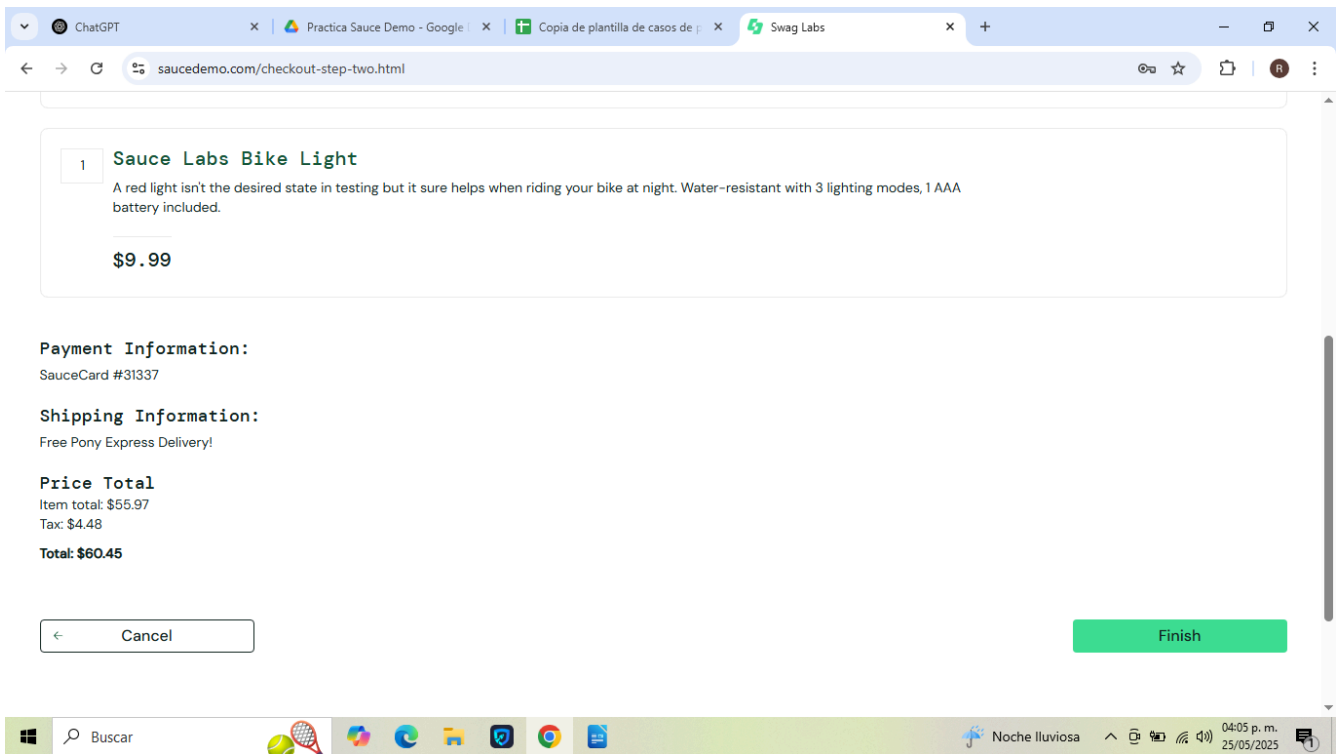 ChatGPT
Practica Sauce Demo - Google
Copia de plantilla de casos de p
Swag Labs
saucedemo.com/checkout-step-two.html
R
1
Sauce Labs Bike Light
A red light isn't the desired state in testing but it sure helps when riding your bike at night. Water-resistant with 3 lighting modes, 1 AAA
battery included.
$9.99
Payment Information:
SauceCard #31337
Shipping Information:
Free Pony Express Delivery!
Price Total
Item total: $55.97
Tax: $4.48
Total: $60.45
Cancel
Finish
Buscar
Noche lluviosa
04:05 p. m.
25/05/2025
1